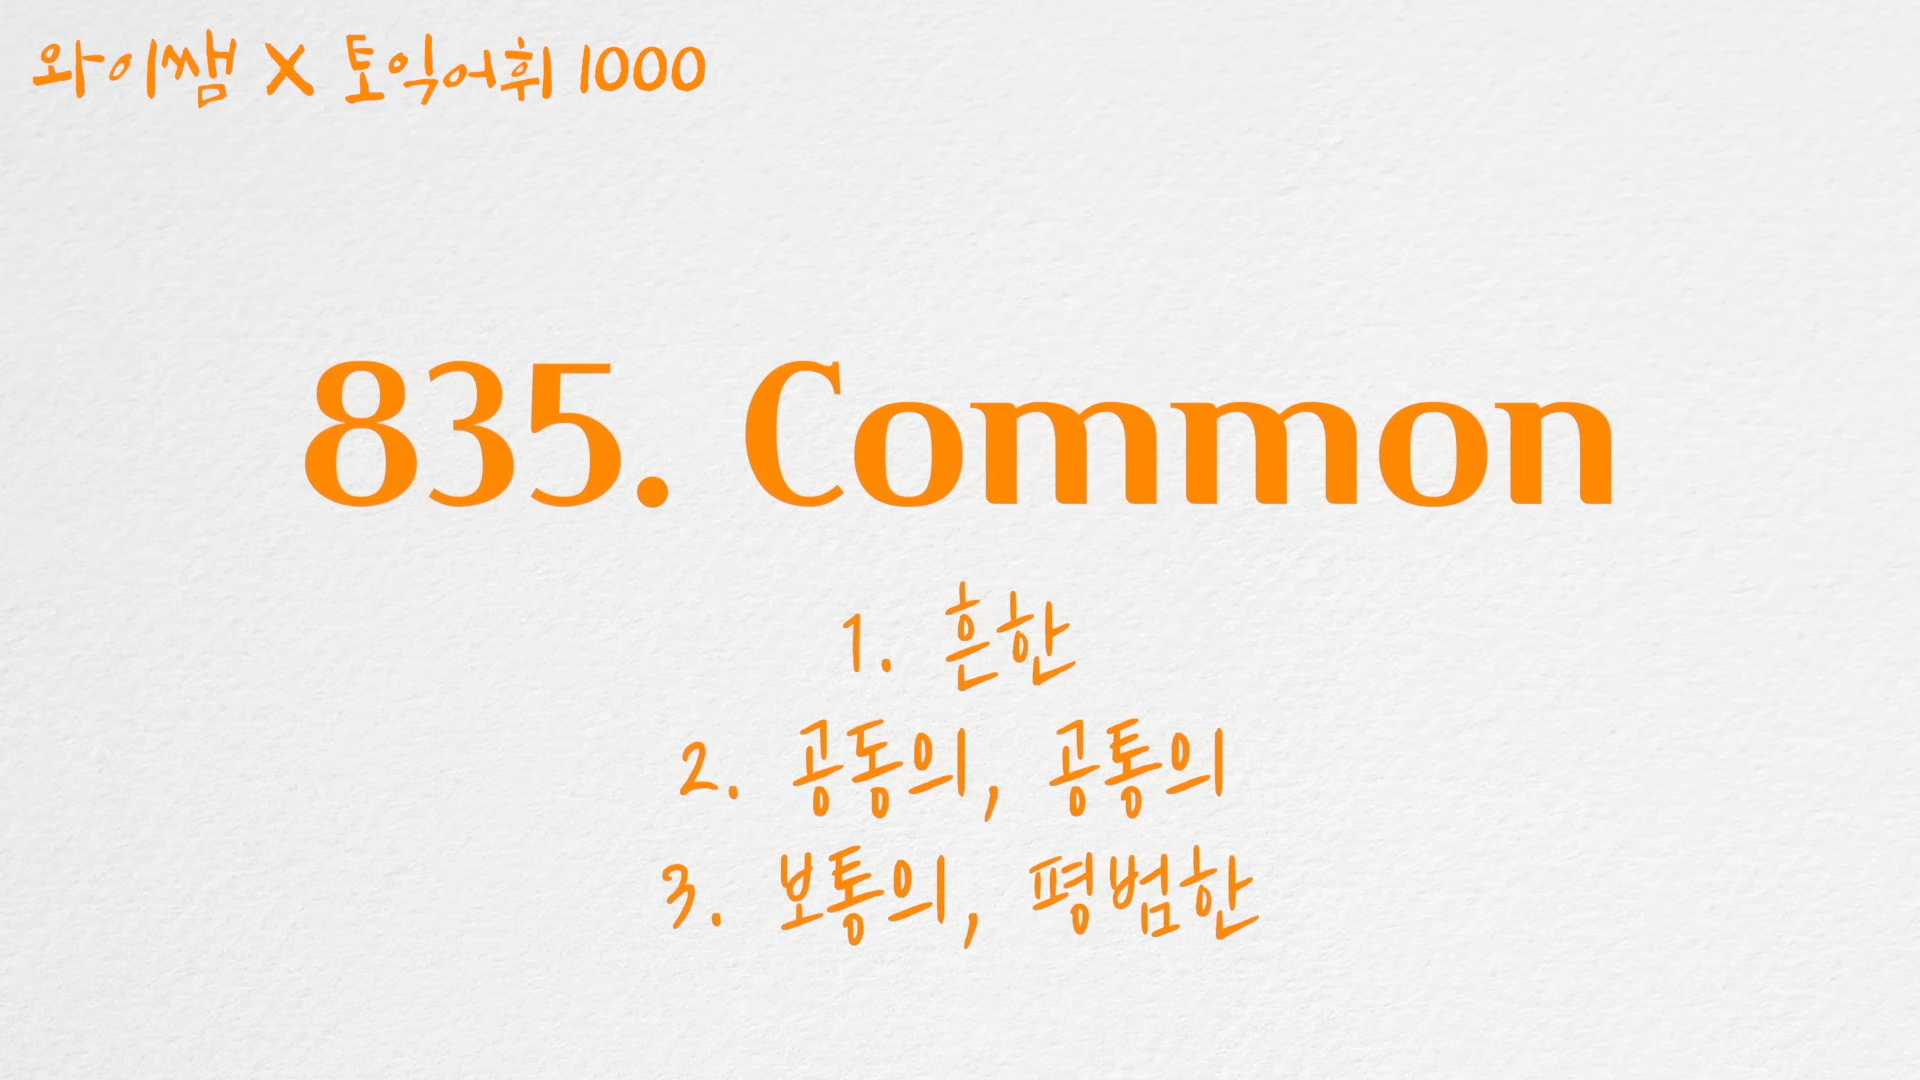 와이쌤 X 토익어휘 1000
835. Common
1. 흔한
2. 공동의, 공통의
3. 보통의, 평범한